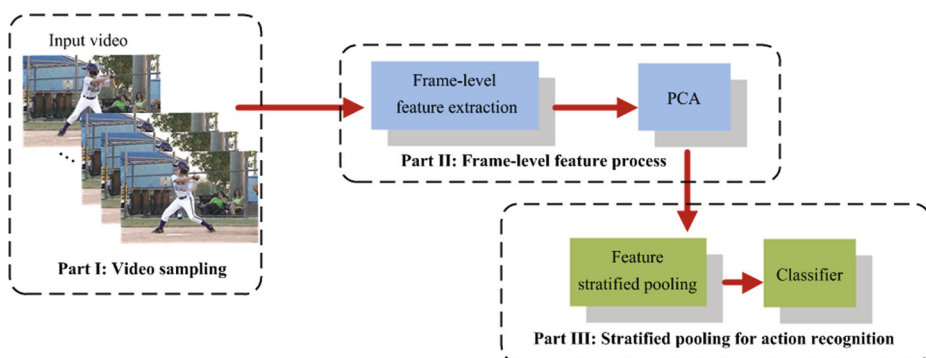 Input video
Part I: Video sampling
Frame-level
feature extraction
PCA
Part II: Frame-level feature process
Feature
stratified pooling
Classifier
Part III: Stratified pooling for action recognition